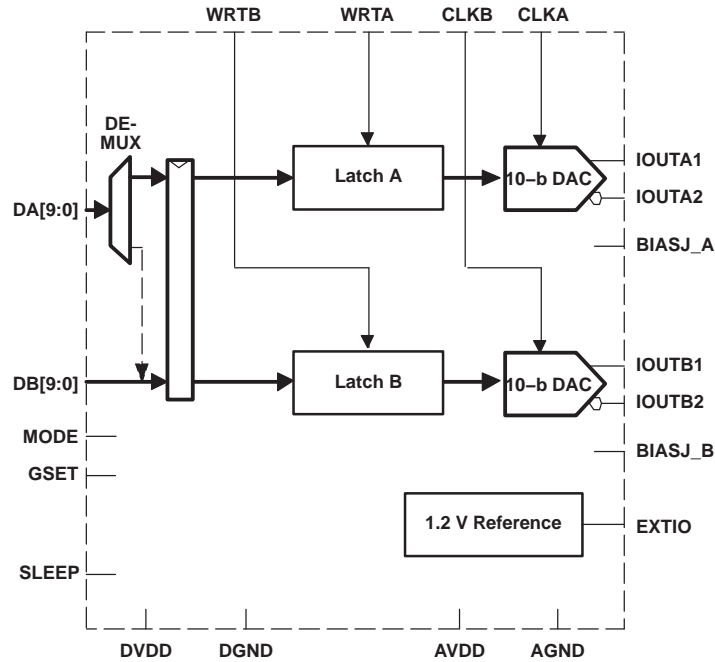 WRTB WRTA CLKB CLKA
DE-
MUX
DA[9:0]
Latch A
10–b DAC
IOUTA1
IOUTA2
BIASJ_A
DB[9:0]
Latch B
10–b DAC
IOUTB1
IOUTB2
BIASJ_B
MODE
GSET
1.2 V Reference
EXTIO
SLEEP
DVDD DGND AVDD AGND